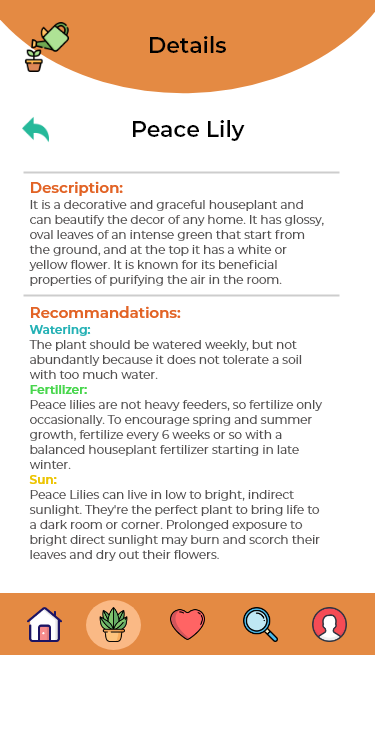 Details
Peace Lily
Description:
It is a decorative and graceful houseplant and
can beautify the decor of any home. It has glossy,
oval leaves of an intense green that start from
the ground, and at the top it has a white or
yellow flower. It is known for its beneficial
properties of purifying the air in the room.
Recommandations:
Watering:
The plant should be watered weekly, but not
abundantly because it does not tolerate a soil
with too much water.
Fertilizer:
Peace lilies are not heavy feeders, so fertilize only
occasionally. To encourage spring and summer
growth, fertilize every 6 weeks or so with a
balanced houseplant fertilizer starting in late
winter.
Sun:
Peace Lilies can live in low to bright, indirect
sunlight. They're the perfect plant to bring life to
a dark room or corner. Prolonged exposure to
bright direct sunlight may burn and scorch their
leaves and dry out their flowers.